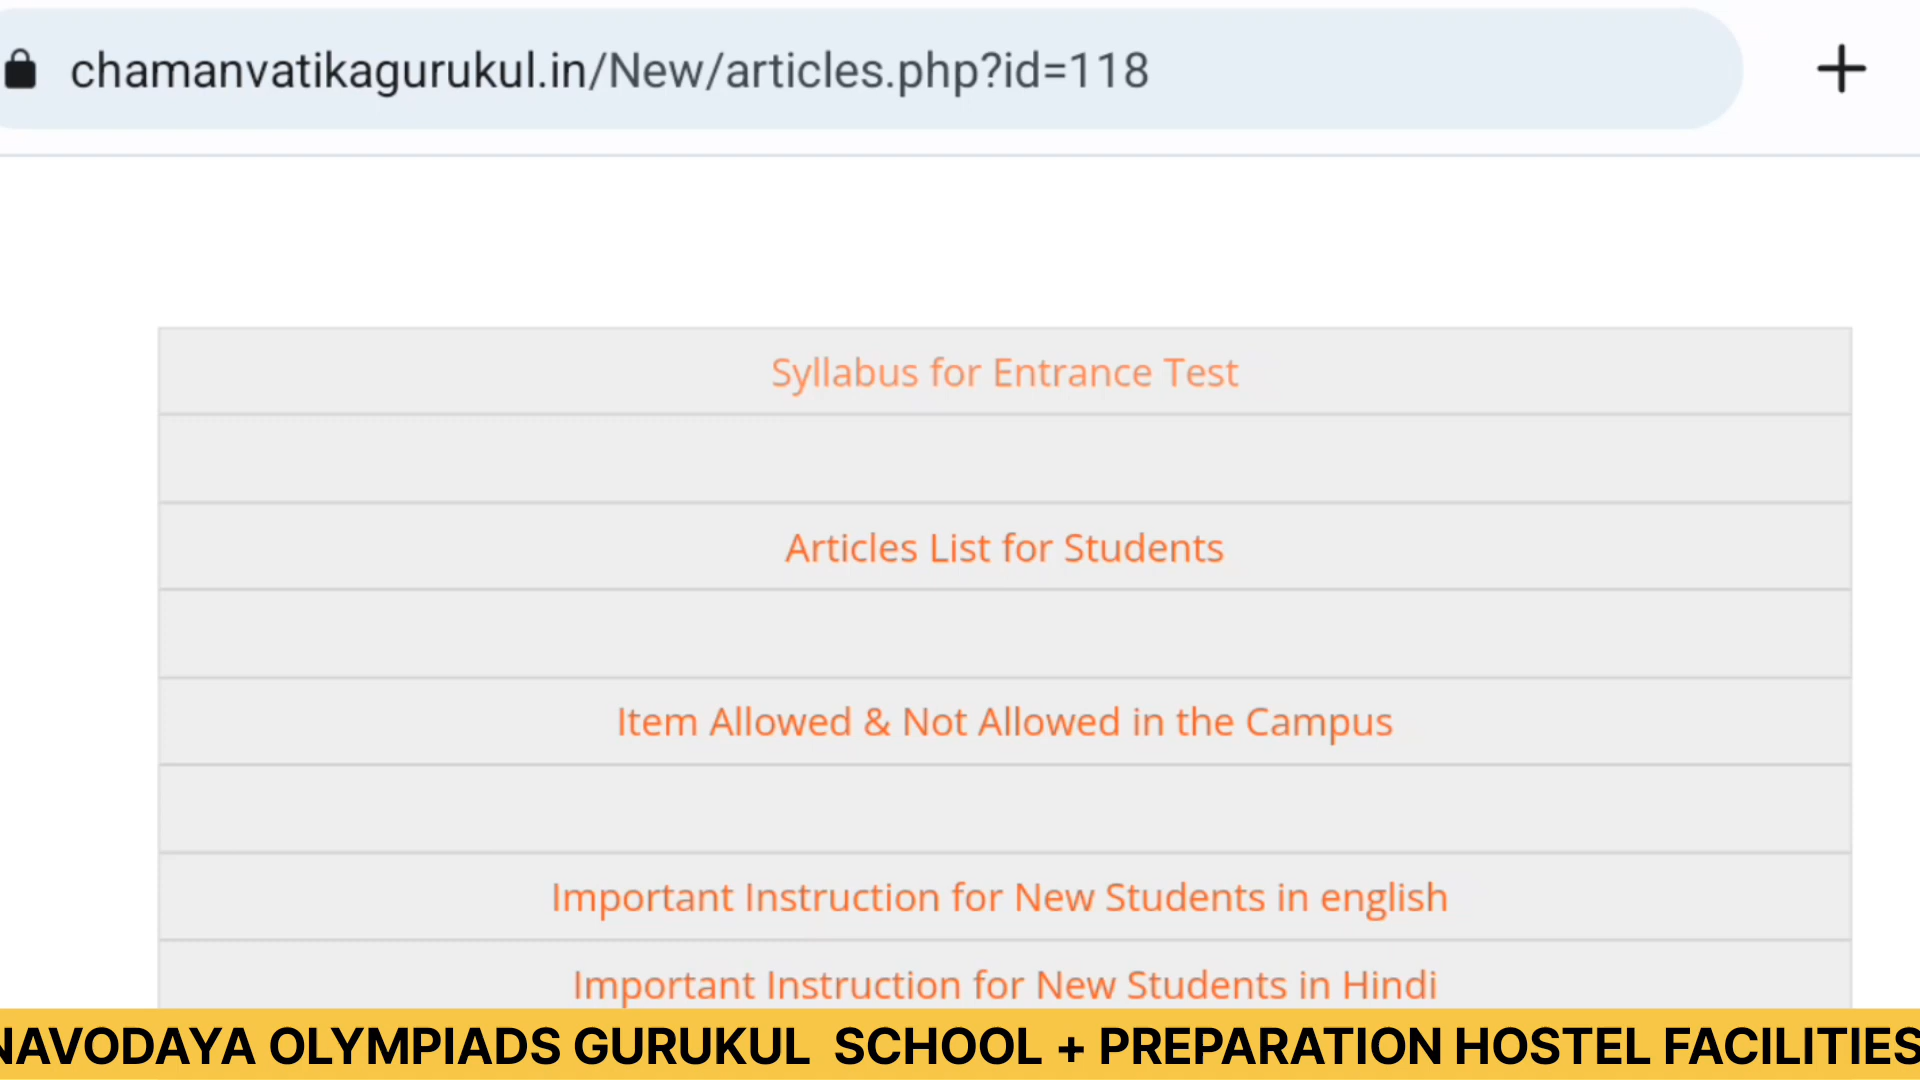 chamanvatikagurukul.in/New/articles.php?id=118
Syllabus for Entrance Test
Articles List for Students
Item Allowed & Not Allowed in the Campus
Important Instruction for New Students in english
Important Instruction for New Students in Hindi
NAVODAYA OLYMPIADS GURUKUL SCHOOL + PREPARATION HOSTEL FACILITIES